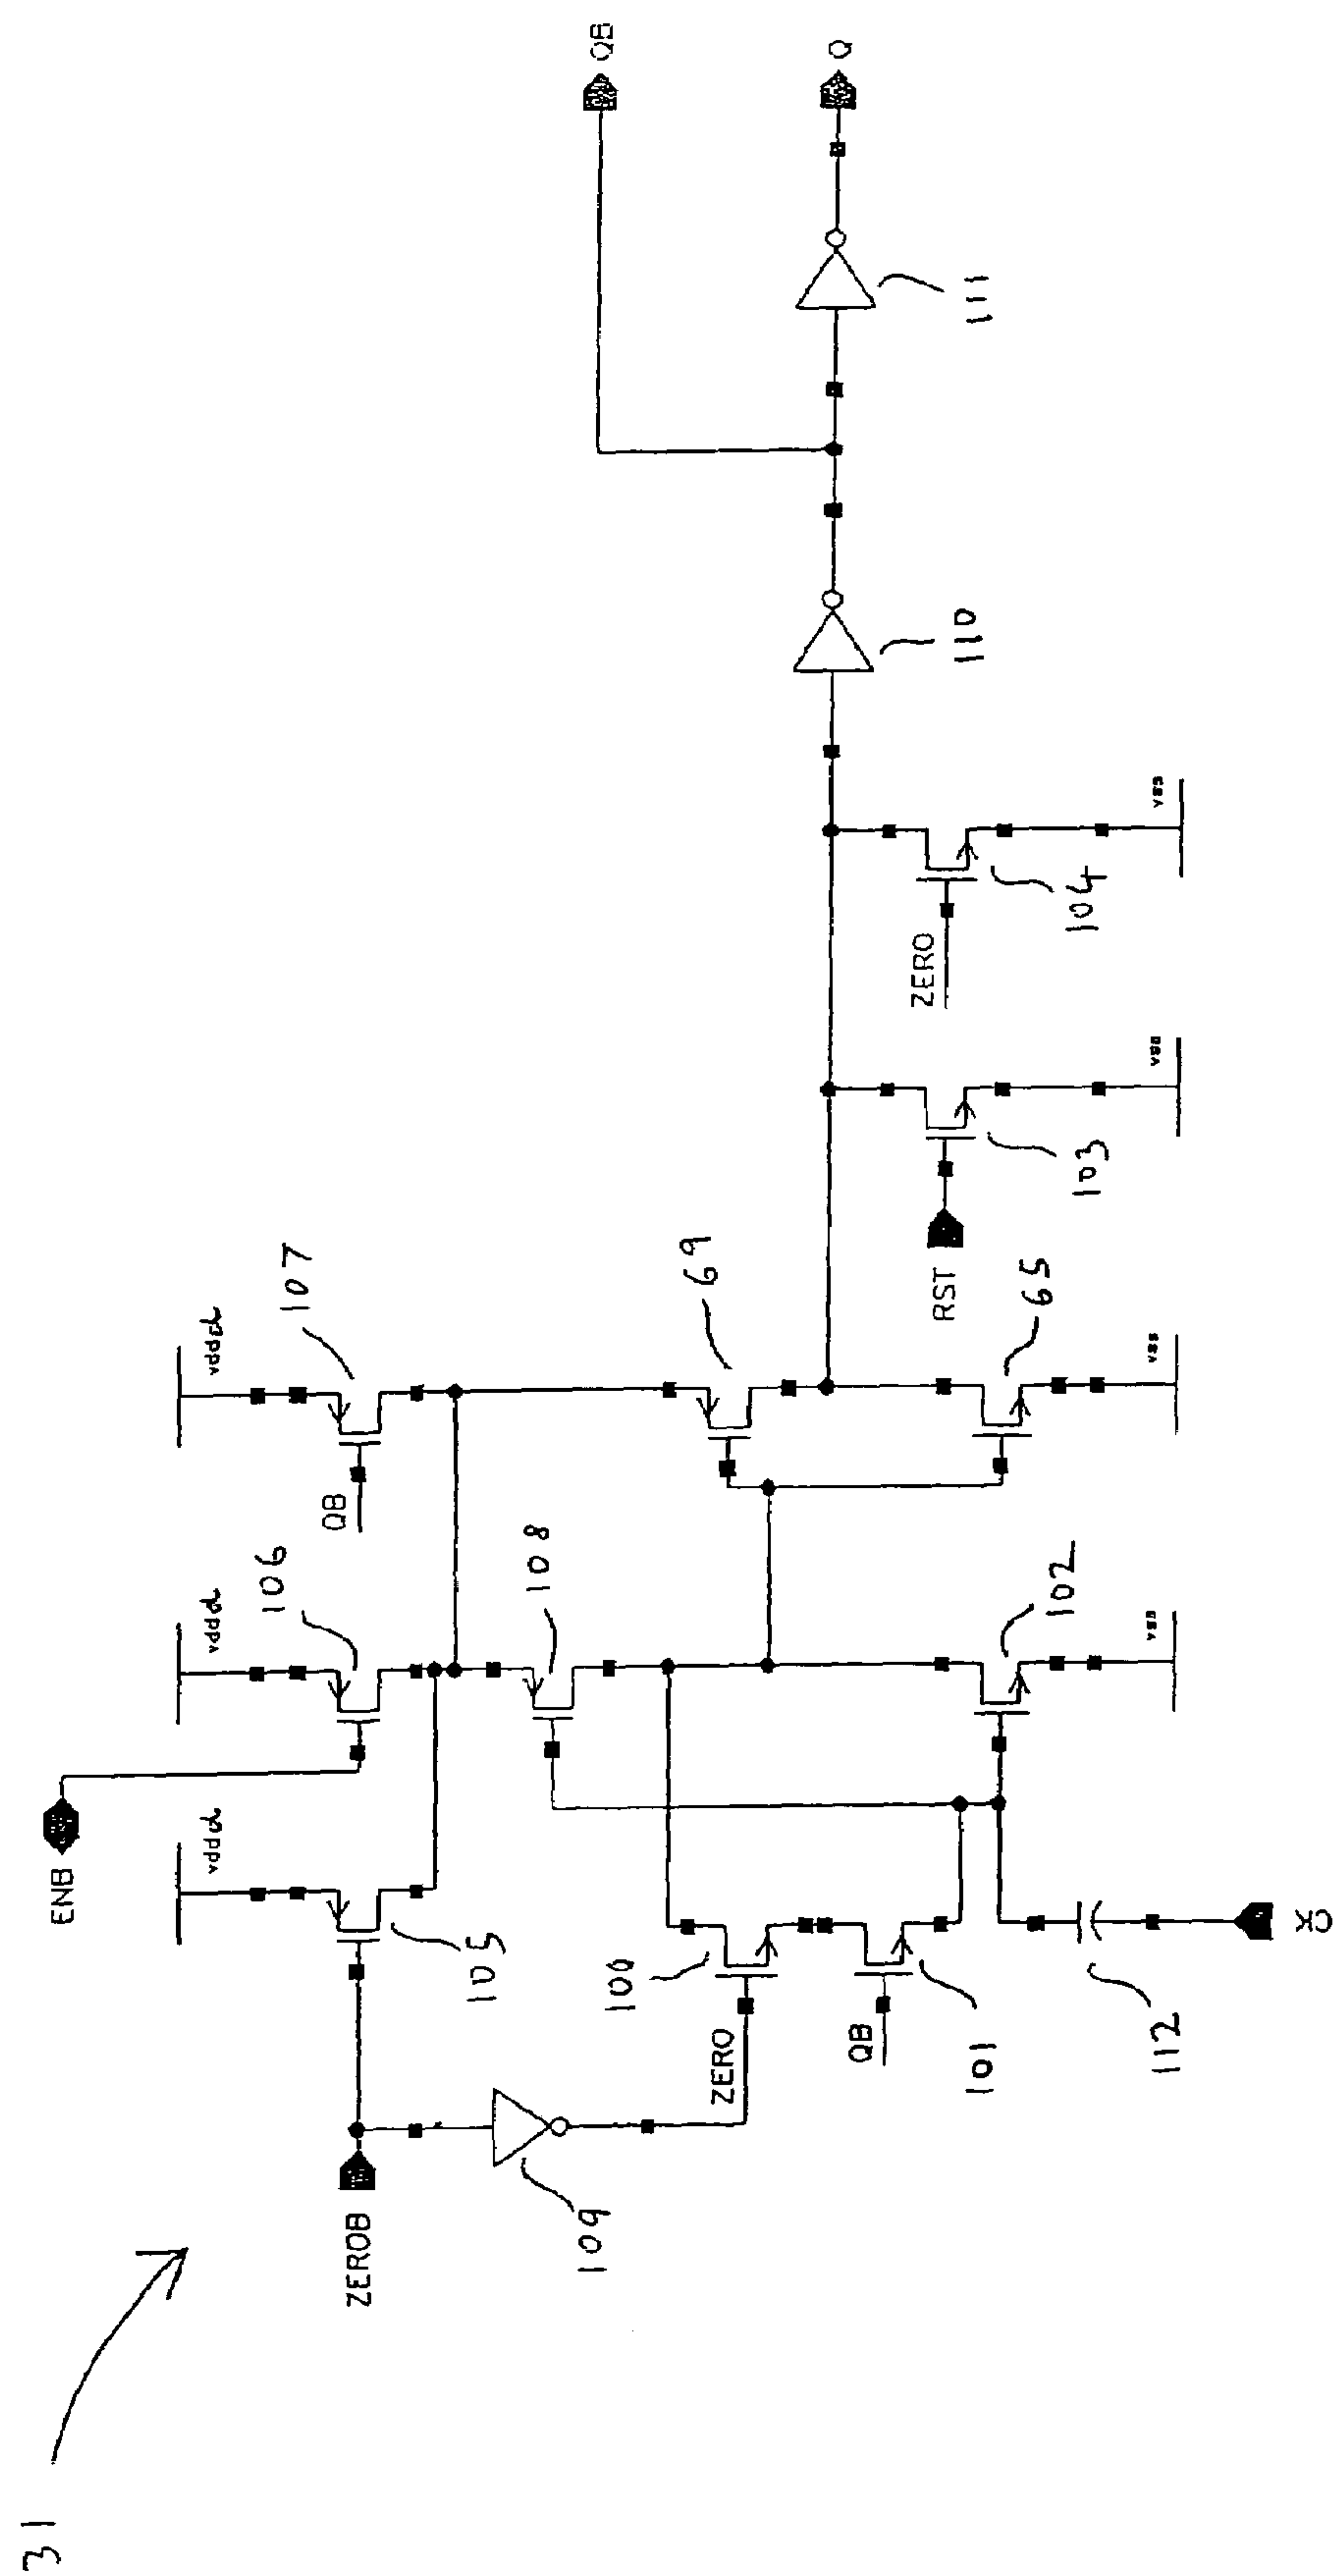 31
QB
Q
111
110
vss
104
ZERO
vss
103
RST
107
vddd
QB
69
65
vss
106
vddd
108
102
vss
ENB
vddd
105
100
ZERO
QB
101
112
ZEROB
109